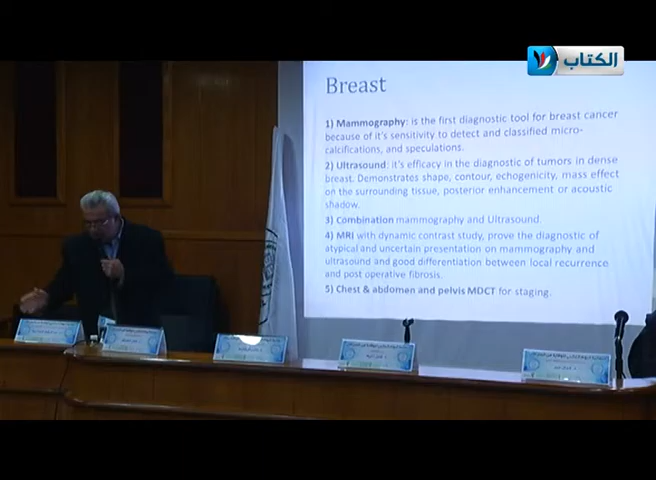 الكتاب
Breast
1) Mammography: is the first diagnostic tool for breast cancer
because of it's sensitivity to detect and classified micro-
calcifications, and speculations.
2) Ultrasound: it's efficacy in the diagnostic of tumors in dense
breast. Demonstrates shape, contour, echogenicity, mass effect
on the surrounding tissue, posterior enhancement or acoustic
shadow.
3) Combination mammography and Ultrasound.
4) MRI with dynamic contrast study, prove the diagnostic of
atypical and uncertain presentation on mammography and
ultrasound and good differentiation between local recurrence
and post operative fibrosis.
5) Chest & abdomen and pelvis MDCT for staging.